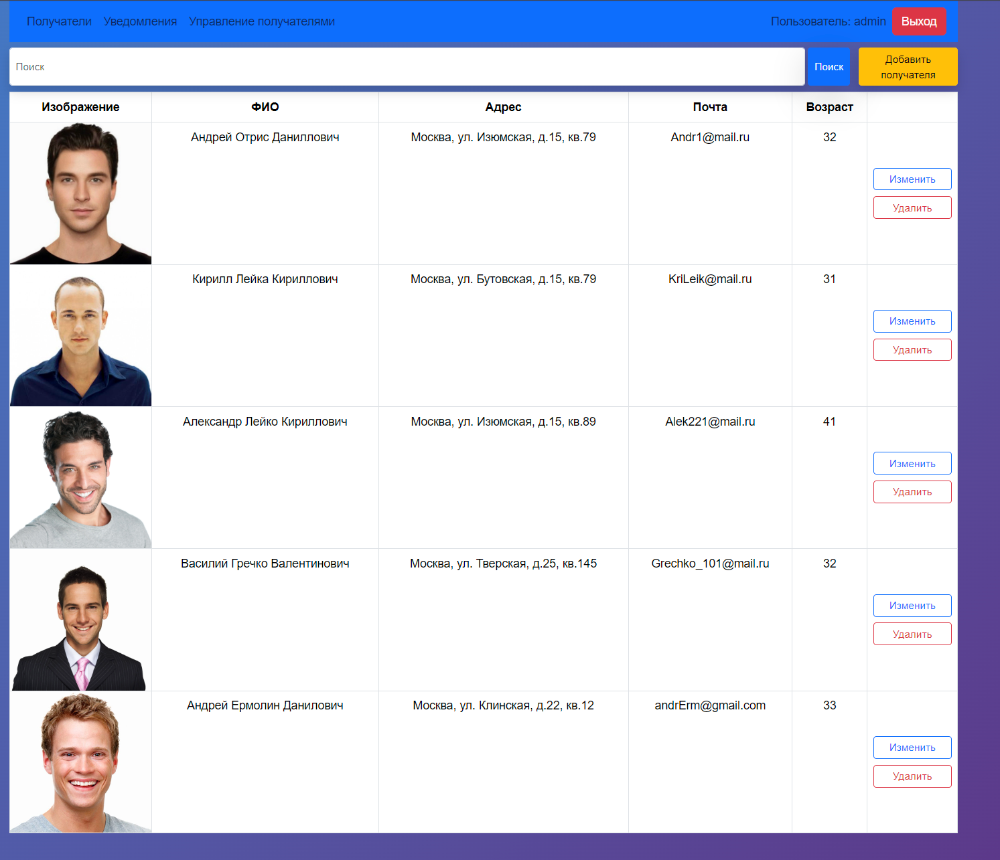 Получатели Уведомления Управление получателями Пользователь: admin Выход
Поиск Поиск Добавить
получателя
Изображение ФИО Адрес Почта Возраст
Андрей Отрис Даниллович Москва, ул. Изюмская, д.15, кв.79 Andr1@mail.ru 32
Изменить
Удалить
Кирилл Лейка Кириллович Москва, ул. Бутовская, д.15, кв.79 KriLeik@mail.ru 31
Изменить
Удалить
Александр Лейко Кириллович Москва, ул. Изюмская, д.15, кв.89 Alek221@mail.ru 41
Изменить
Удалить
Василий Гречко Валентинович Москва, ул. Тверская, д.25, кв.145 Grechko_101@mail.ru 32
Изменить
Удалить
Андрей Ермолин Данилович Москва, ул. Клинская, д.22, кв.12 andrErm@gmail.com 33
Изменить
Удалить